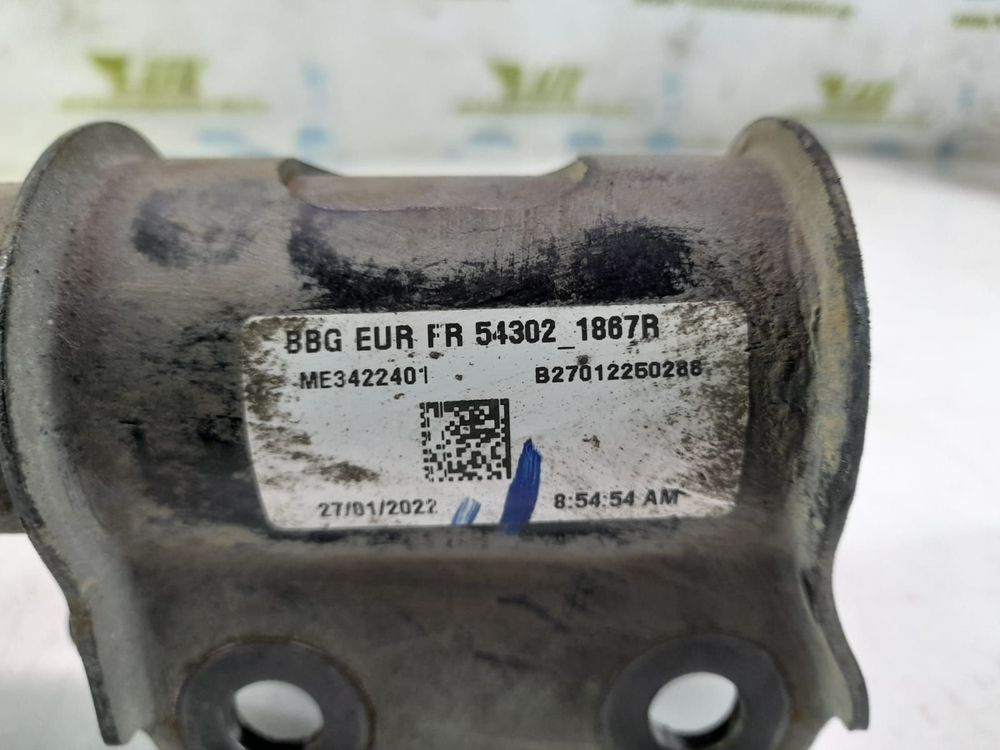 BBG EUR FR 54302_1867R
ME3422401 B27012250286
27/01/2022 8:54:54 AM